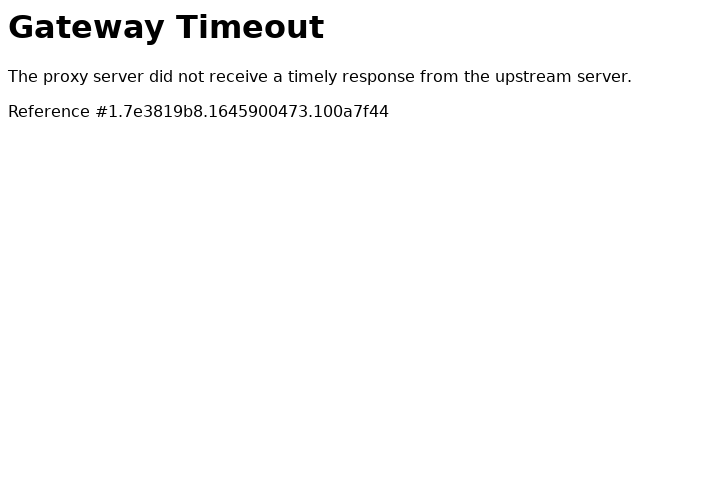 Gateway Timeout
The proxy server did not receive a timely response from the upstream server.
Reference #1.7e3819b8.1645900473.100a7f44